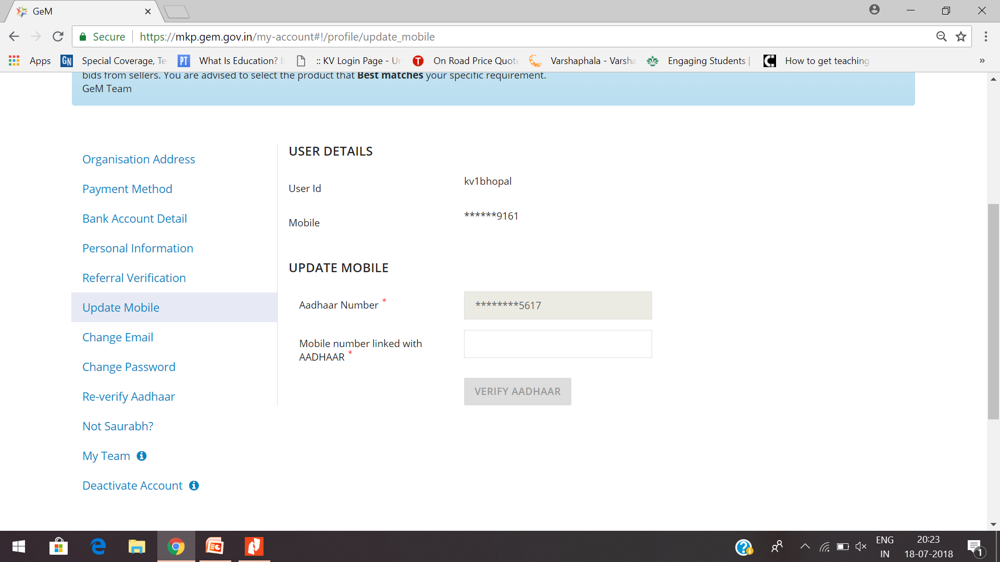 GeM
Secure https://mkp.gem.gov.in/my-account#!/profile/update_mobile
Apps GN Special Coverage, Te PT What Is Education? :: KV Login Page - Un T On Road Price Quote Varshaphala - Varsha Engaging Students | How to get teaching »
bids from sellers. You are advised to select the product that Best matches your specific requirement.
GeM Team
Organisation Address
Payment Method
Bank Account Detail
Personal Information
Referral Verification
Update Mobile
Change Email
Change Password
Re-verify Aadhaar
Not Saurabh?
My Team
Deactivate Account
USER DETAILS
User Id kv1bhopal
Mobile ******9161
UPDATE MOBILE
Aadhaar Number * ********5617
Mobile number linked with
AADHAAR *
VERIFY AADHAAR
ENG
IN
20:23
18-07-2018
1